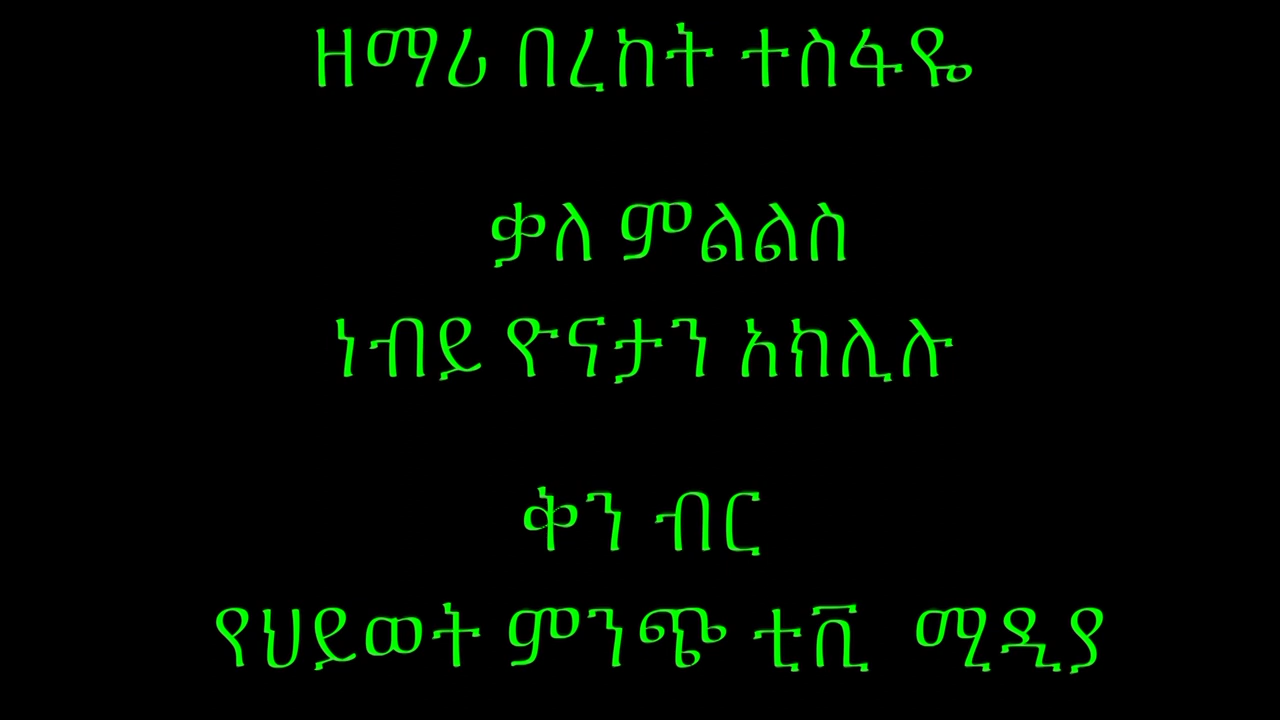 ዘማሪ በረከት ተስፋዬ
ቃለ ምልልስ
ነብይ ዮናታን አክሊሉ
ቅን ብር
የህይወት ምንጭ ቲቪ ሚዲያ